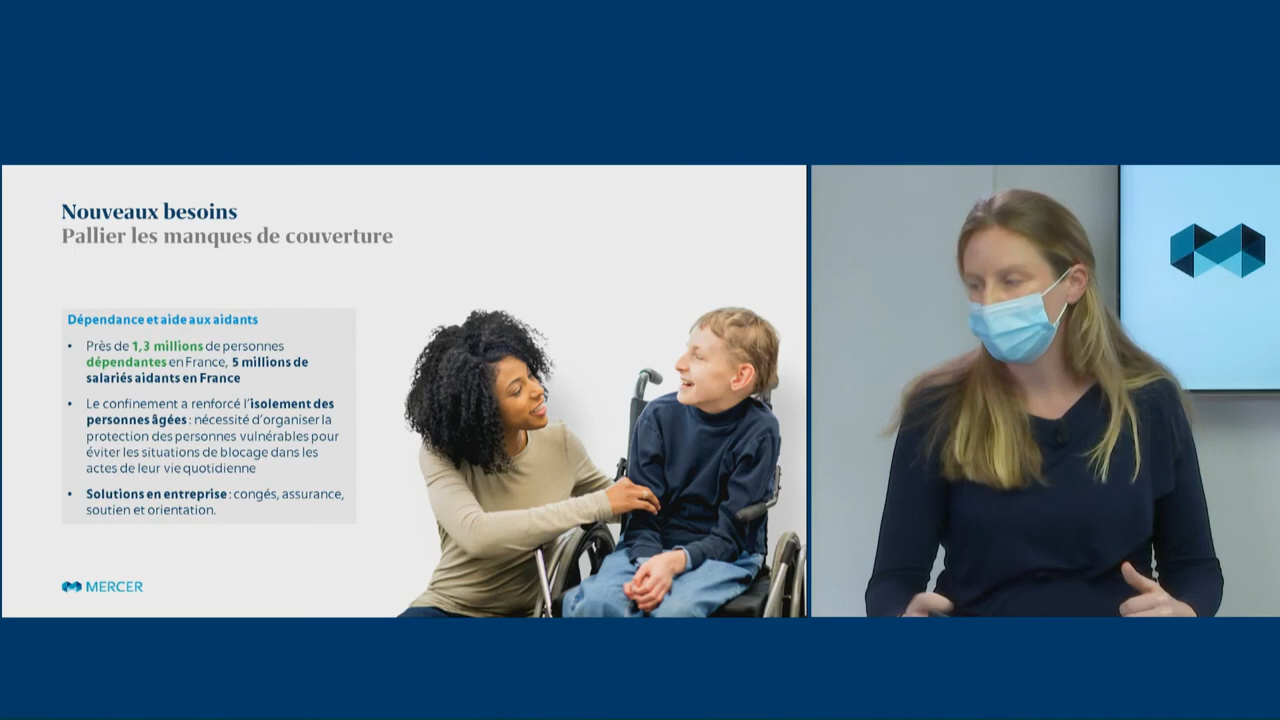 Nouveaux besoins
Pallier les manques de couverture
Dépendance et aide aux aidants
• Près de 1,3 millions de personnes
dépendantes en France, 5 millions de
salariés aidants en France
• Le confinement a renforcé l'isolement des
personnes âgées : nécessité d'organiser la
protection des personnes vulnérables pour
éviter les situations de blocage dans les
actes de leur vie quotidienne
• Solutions en entreprise : congés, assurance,
soutien et orientation.
MERCER